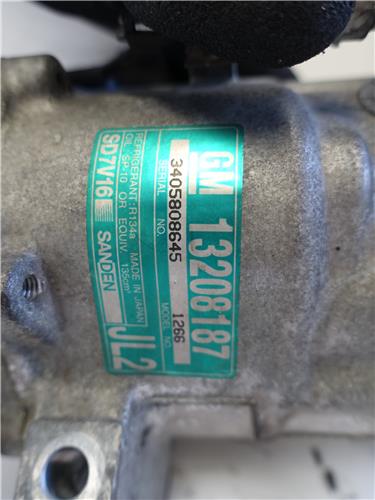 GM 13208187
SERIAL NO. MODEL NO.
3405808645 1266
REFRIGERANT: R134a MADE IN JAPAN
OIL SP-10 OR EQUIV 135cm³
SD7V16 SANDEN JL2